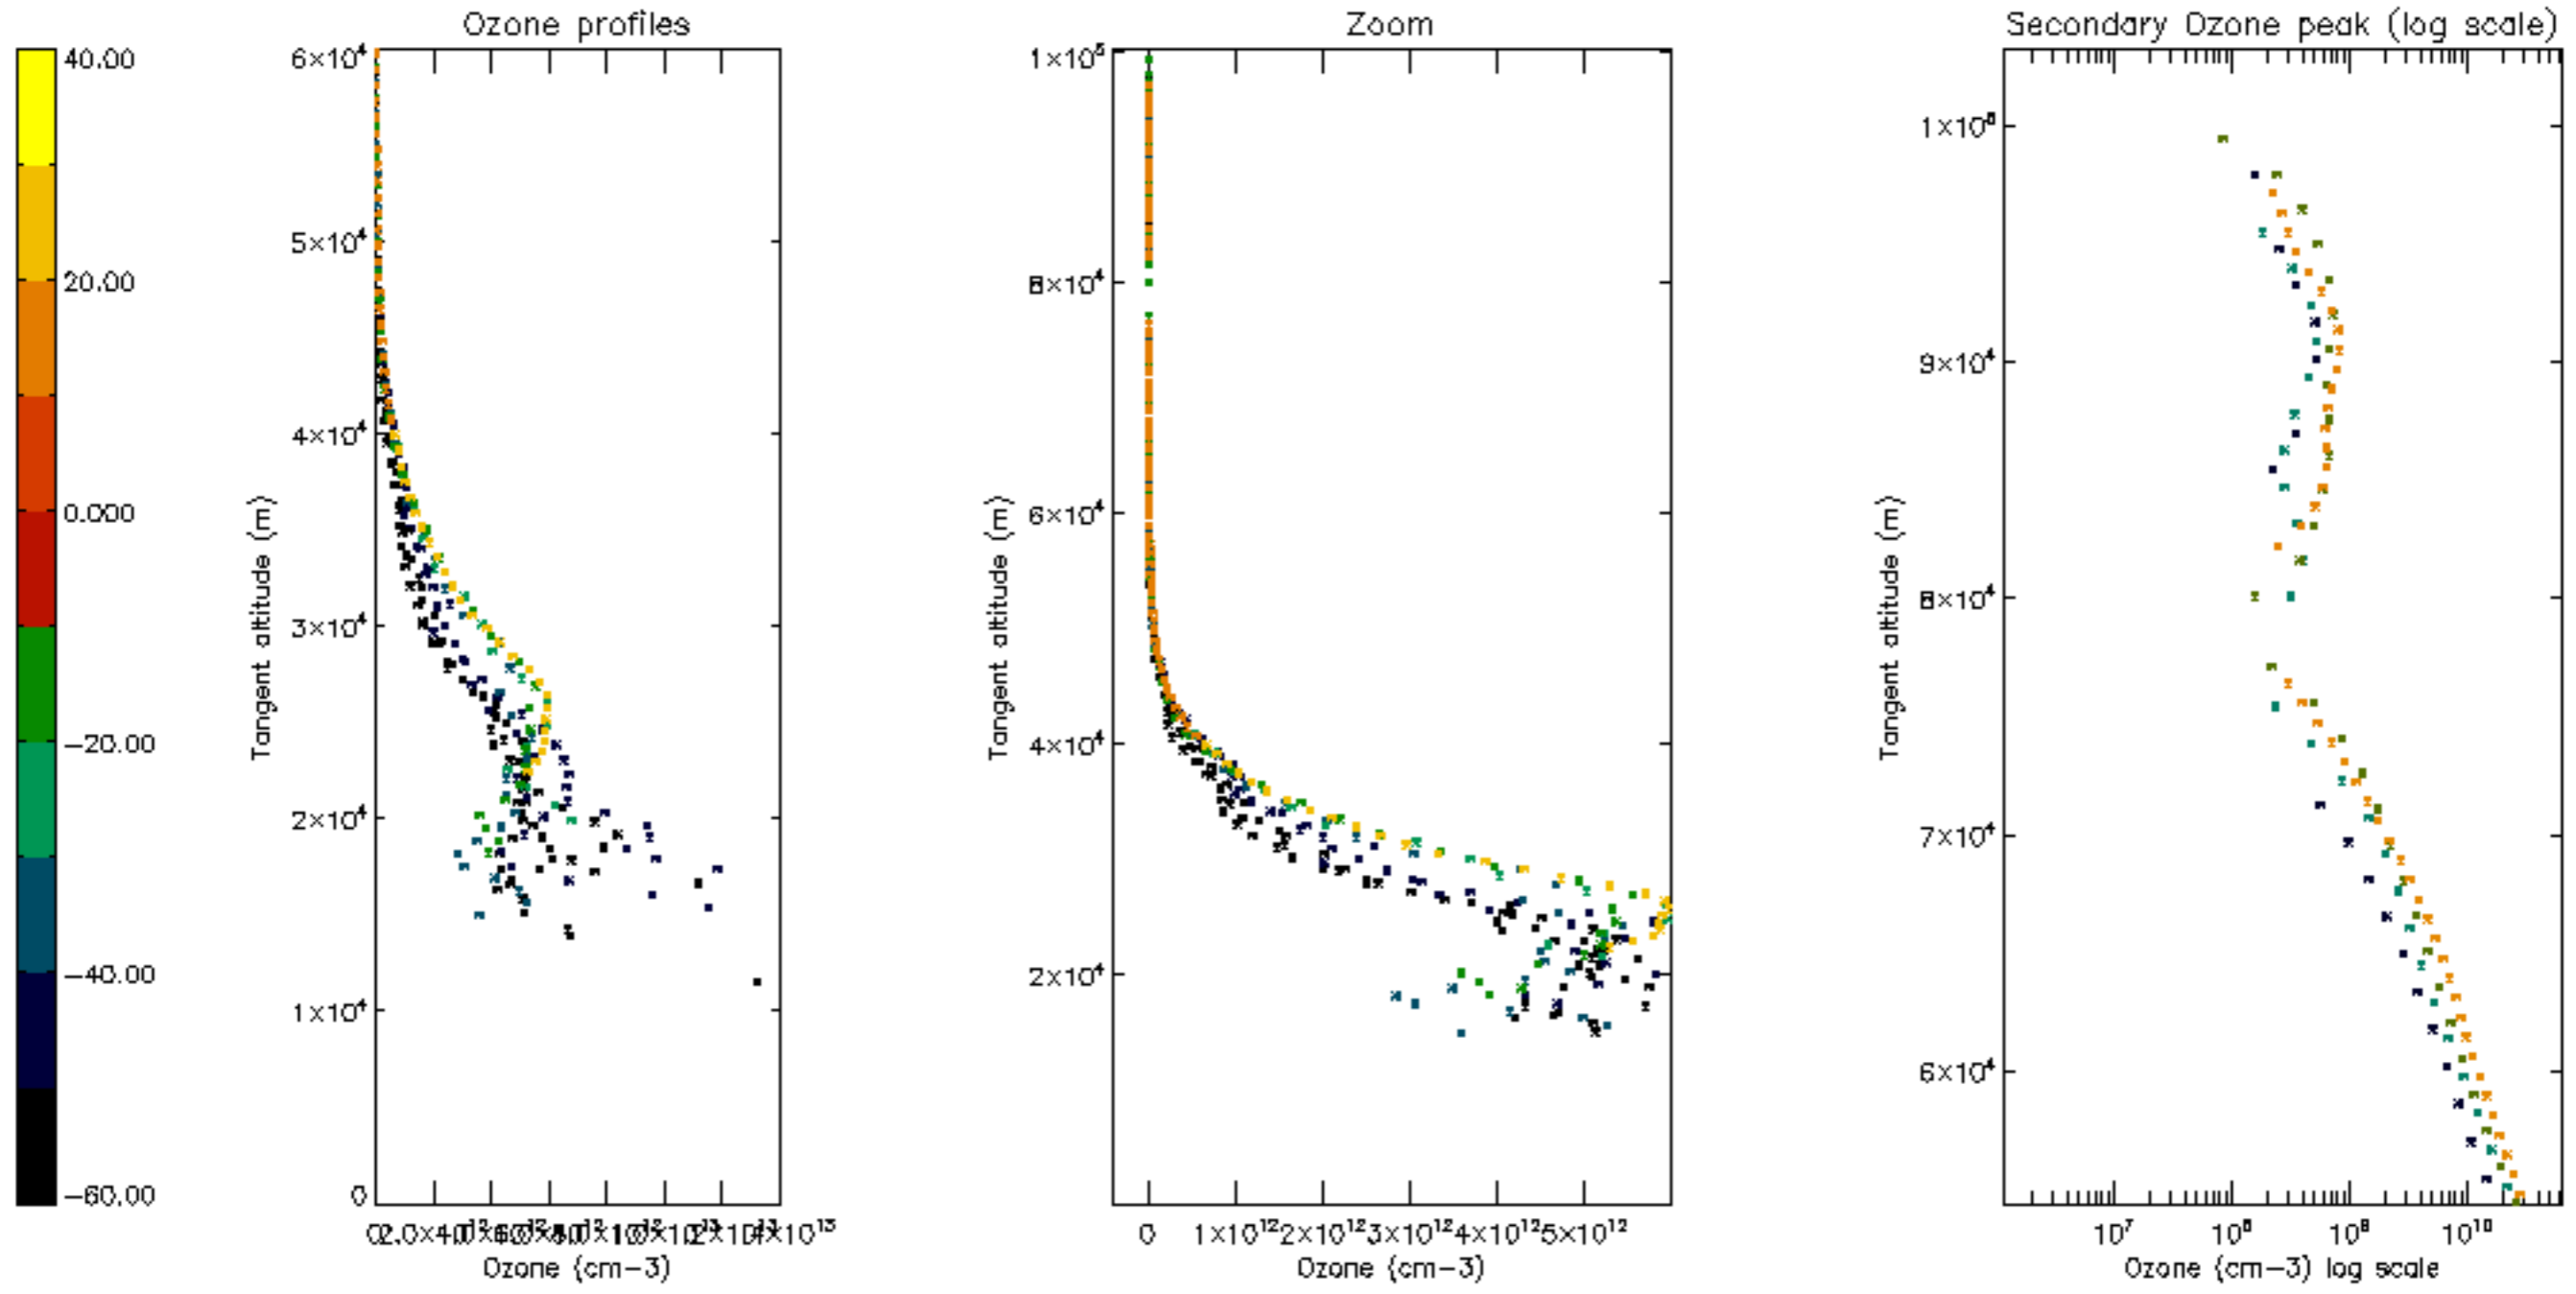 Ozone profiles
Zoom
Secondary Ozone peak (log scale)
40.00
20.00
0.000
−20.00
−40.00
−60.00
6×10⁴
5×10⁴
4×10⁴
3×10⁴
2×10⁴
1×10⁴
0
Tangent altitude (m)
Ozone (cm−3)
1×10⁵
8×10⁴
6×10⁴
4×10⁴
2×10⁴
Tangent altitude (m)
0 1×10¹² 2×10¹² 3×10¹² 4×10¹² 5×10¹²
Ozone (cm−3)
9×10⁴
8×10⁴
7×10⁴
6×10⁴
Tangent altitude (m)
10⁷ 10⁸ 10⁹ 10¹⁰
Ozone (cm−3) log scale